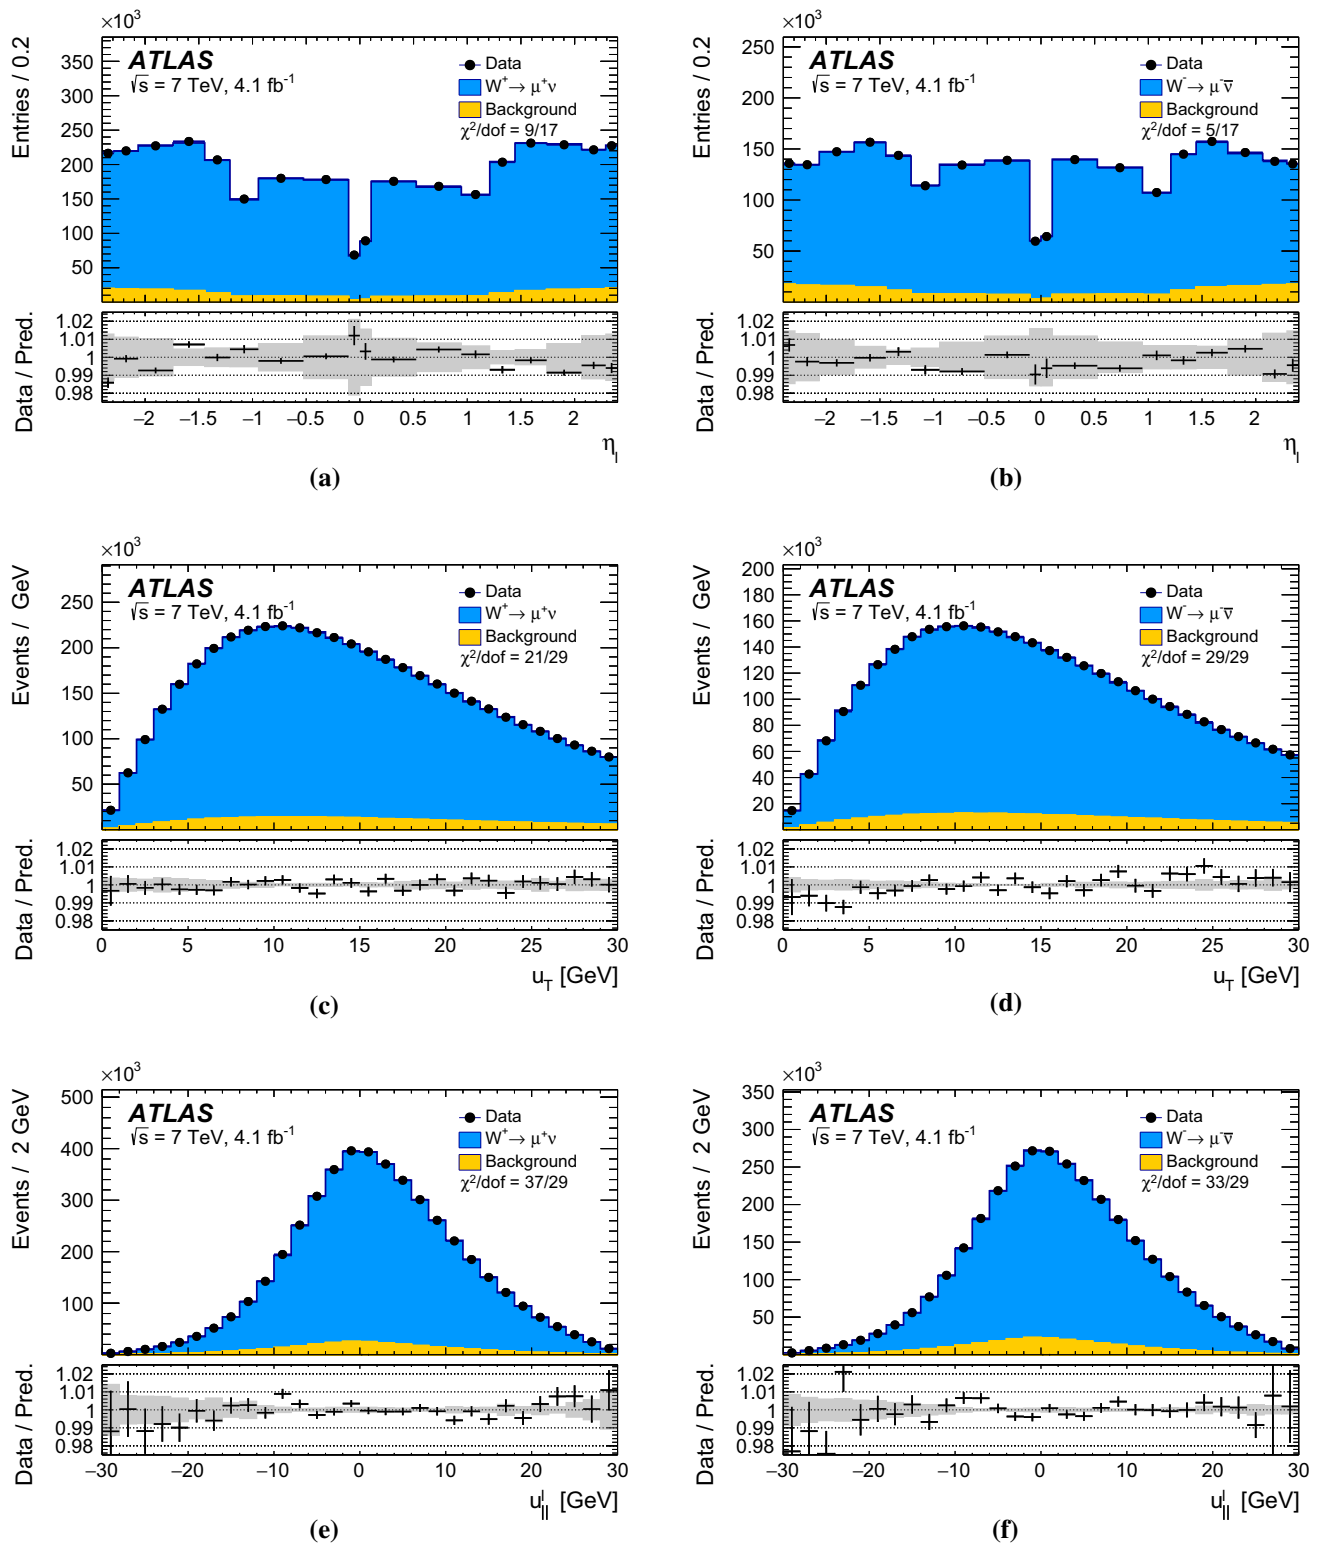 ×10³
Entries / 0.2
ATLAS
√s = 7 TeV, 4.1 fb⁻¹
Data
W⁺→ μ⁺ν
Background
χ²/dof = 9/17
350
300
250
200
150
100
50
Data / Pred.
1.02
1.01
1
0.99
0.98
−2 −1.5 −1 −0.5 0 0.5 1 1.5 2
η_l
(a)
×10³
Entries / 0.2
ATLAS
√s = 7 TeV, 4.1 fb⁻¹
Data
W⁻→ μ⁻ν̅
Background
χ²/dof = 5/17
250
200
150
100
50
Data / Pred.
1.02
1.01
1
0.99
0.98
−2 −1.5 −1 −0.5 0 0.5 1 1.5 2
η_l
(b)
×10³
Events / GeV
ATLAS
√s = 7 TeV, 4.1 fb⁻¹
Data
W⁺→ μ⁺ν
Background
χ²/dof = 21/29
250
200
150
100
50
Data / Pred.
1.02
1.01
1
0.99
0.98
0 5 10 15 20 25 30
u_T [GeV]
(c)
×10³
Events / GeV
ATLAS
√s = 7 TeV, 4.1 fb⁻¹
Data
W⁻→ μ⁻ν̅
Background
χ²/dof = 29/29
200
180
160
140
120
100
80
60
40
20
Data / Pred.
1.02
1.01
1
0.99
0.98
0 5 10 15 20 25 30
u_T [GeV]
(d)
×10³
Events / 2 GeV
ATLAS
√s = 7 TeV, 4.1 fb⁻¹
Data
W⁺→ μ⁺ν
Background
χ²/dof = 37/29
500
400
300
200
100
Data / Pred.
1.02
1.01
1
0.99
0.98
−30 −20 −10 0 10 20 30
u_||^l [GeV]
(e)
×10³
Events / 2 GeV
ATLAS
√s = 7 TeV, 4.1 fb⁻¹
Data
W⁻→ μ⁻ν̅
Background
χ²/dof = 33/29
350
300
250
200
150
100
50
Data / Pred.
1.02
1.01
1
0.99
0.98
−30 −20 −10 0 10 20 30
u_||^l [GeV]
(f)